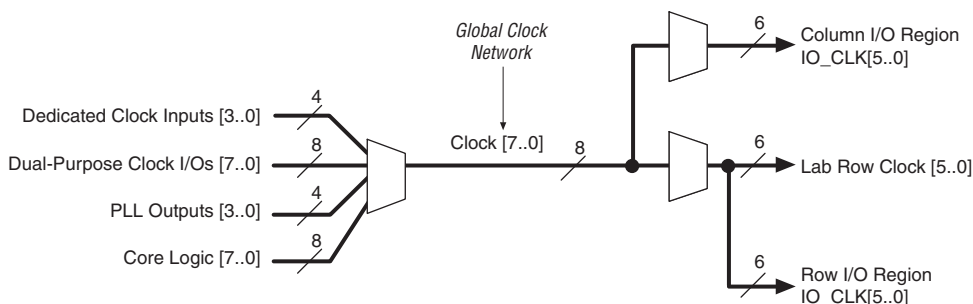 Global Clock
Network
6
Column I/O Region
IO_CLK[5..0]
Dedicated Clock Inputs [3..0]
4
Clock [7..0]
8
Dual-Purpose Clock I/Os [7..0]
8
6
Lab Row Clock [5..0]
PLL Outputs [3..0]
4
Core Logic [7..0]
8
6
Row I/O Region
IO_CLK[5..0]